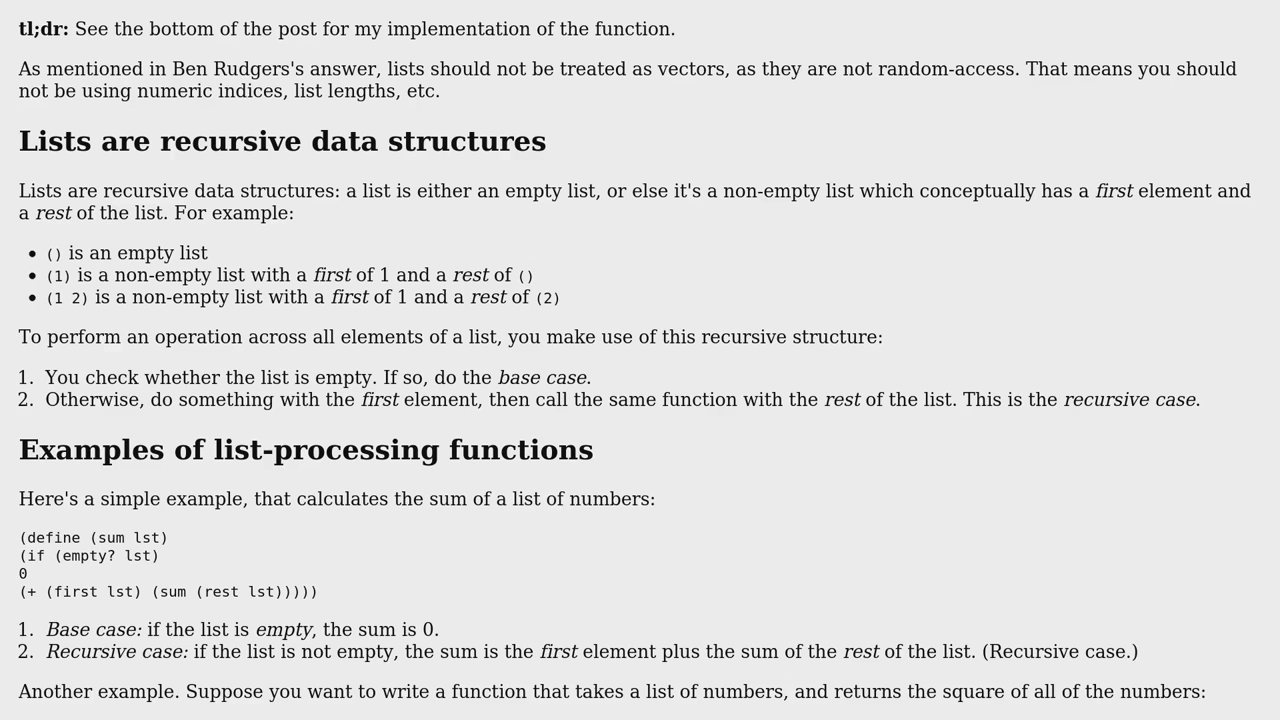 tl;dr: See the bottom of the post for my implementation of the function.
As mentioned in Ben Rudgers's answer, lists should not be treated as vectors, as they are not random-access. That means you should
not be using numeric indices, list lengths, etc.
Lists are recursive data structures
Lists are recursive data structures: a list is either an empty list, or else it's a non-empty list which conceptually has a first element and
a rest of the list. For example:
• () is an empty list
• (1) is a non-empty list with a first of 1 and a rest of ()
• (1 2) is a non-empty list with a first of 1 and a rest of (2)
To perform an operation across all elements of a list, you make use of this recursive structure:
1. You check whether the list is empty. If so, do the base case.
2. Otherwise, do something with the first element, then call the same function with the rest of the list. This is the recursive case.
Examples of list-processing functions
Here's a simple example, that calculates the sum of a list of numbers:
(define (sum lst)
(if (empty? lst)
0
(+ (first lst) (sum (rest lst)))))
1. Base case: if the list is empty, the sum is 0.
2. Recursive case: if the list is not empty, the sum is the first element plus the sum of the rest of the list. (Recursive case.)
Another example. Suppose you want to write a function that takes a list of numbers, and returns the square of all of the numbers: